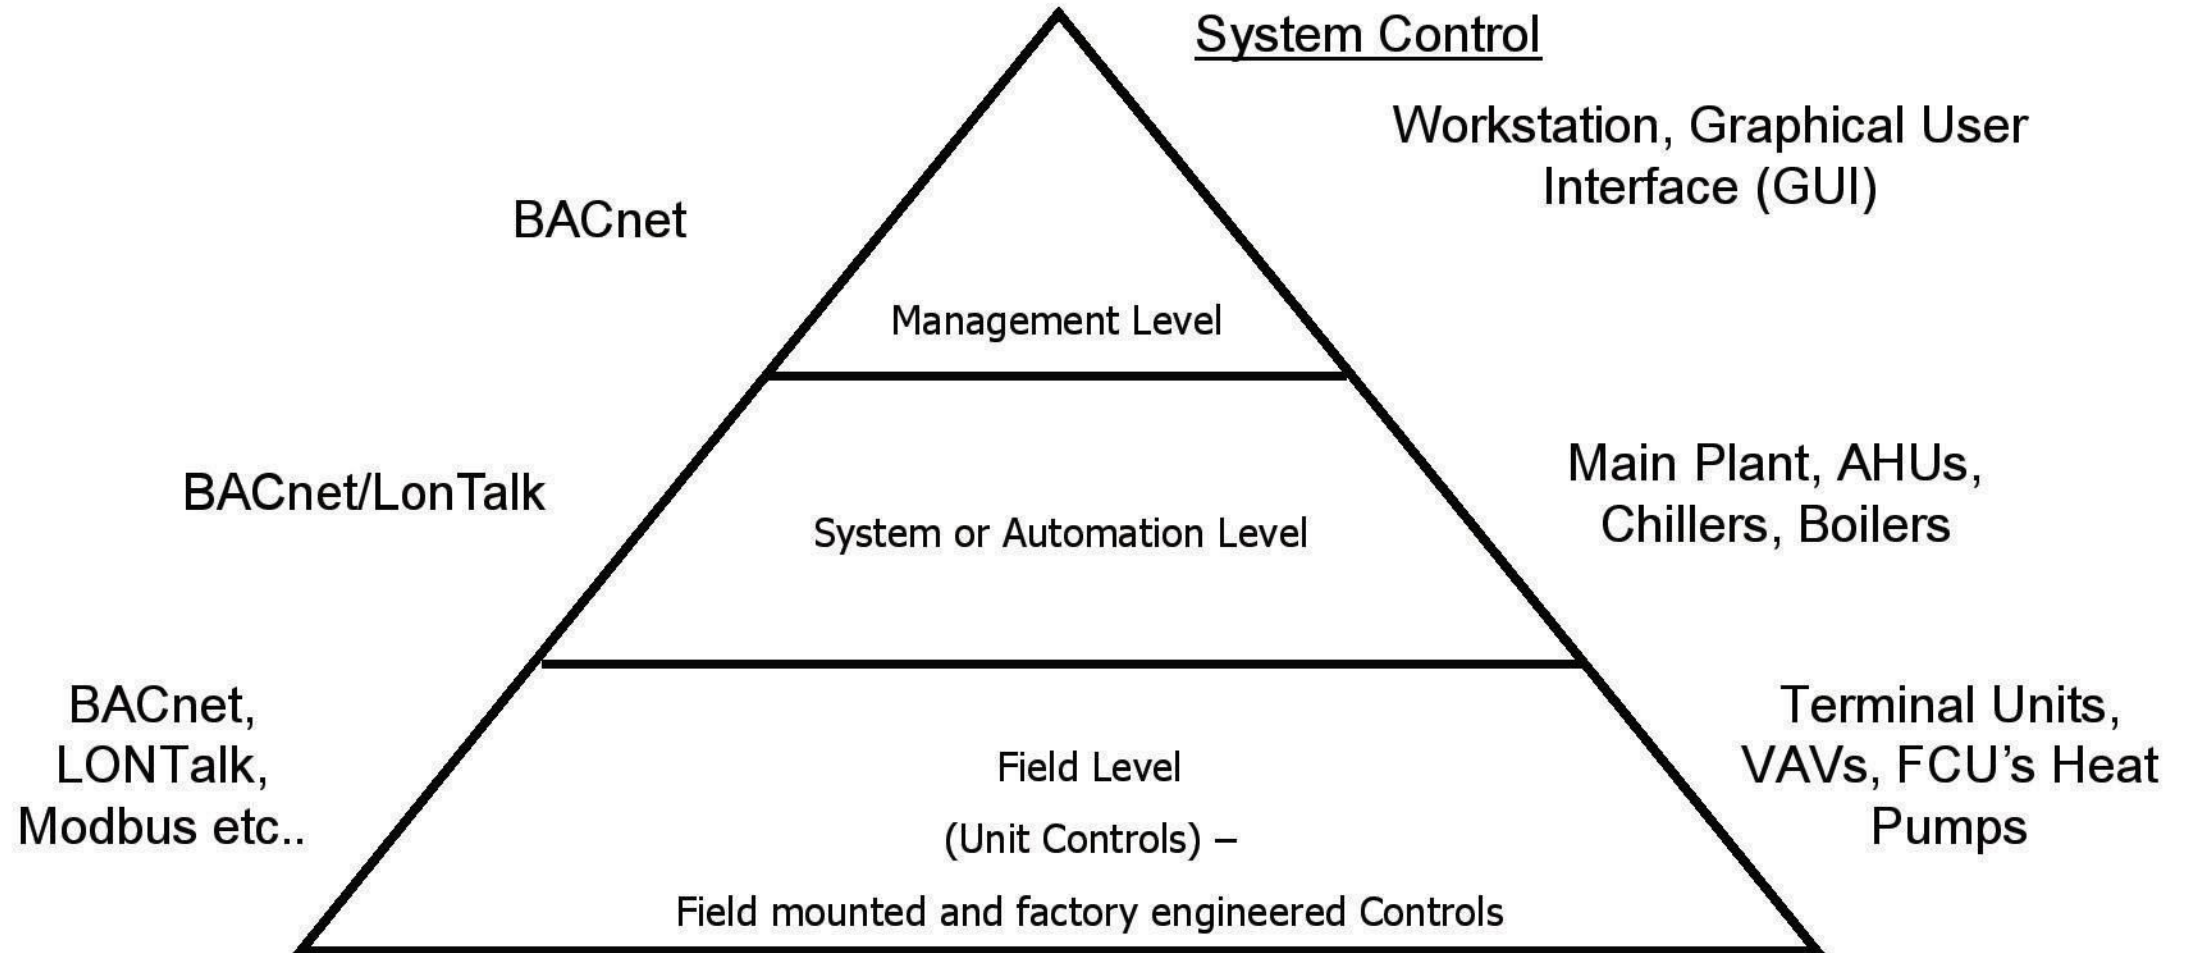 System Control
Workstation, Graphical User
Interface (GUI)
BACnet
Management Level
BACnet/LonTalk
System or Automation Level
Main Plant, AHUs,
Chillers, Boilers
BACnet,
LONTalk,
Modbus etc..
Field Level
(Unit Controls) –
Field mounted and factory engineered Controls
Terminal Units,
VAVs, FCU’s Heat
Pumps